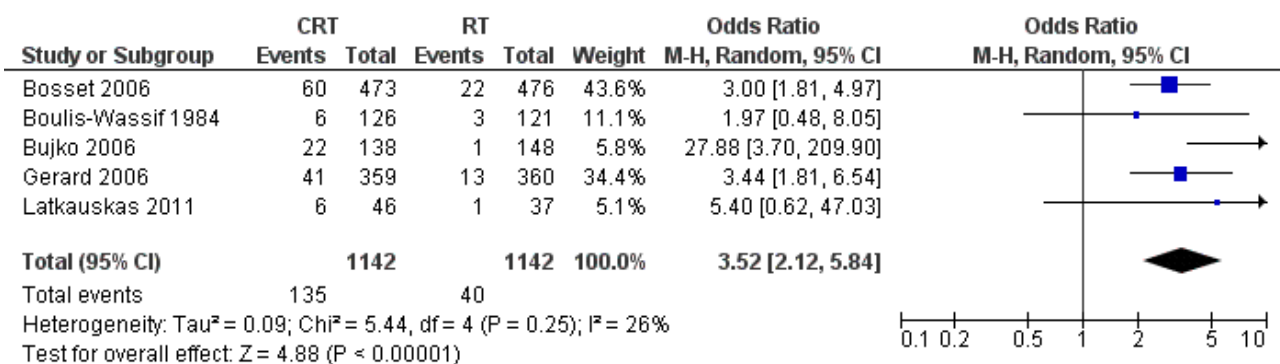 CRT RT Odds Ratio Odds Ratio
Study or Subgroup Events Total Events Total Weight M-H, Random, 95% CI M-H, Random, 95% CI
Bosset 2006 60 473 22 476 43.6% 3.00 [1.81, 4.97]
Boulis-Wassif 1984 6 126 3 121 11.1% 1.97 [0.48, 8.05]
Bujko 2006 22 138 1 148 5.8% 27.88 [3.70, 209.90]
Gerard 2006 41 359 13 360 34.4% 3.44 [1.81, 6.54]
Latkauskas 2011 6 46 1 37 5.1% 5.40 [0.62, 47.03]
Total (95% CI) 1142 1142 100.0% 3.52 [2.12, 5.84]
Total events 135 40
Heterogeneity: Tau² = 0.09; Chi² = 5.44, df = 4 (P = 0.25); I² = 26%
Test for overall effect: Z = 4.88 (P < 0.00001)
0.1 0.2 0.5 1 2 5 10